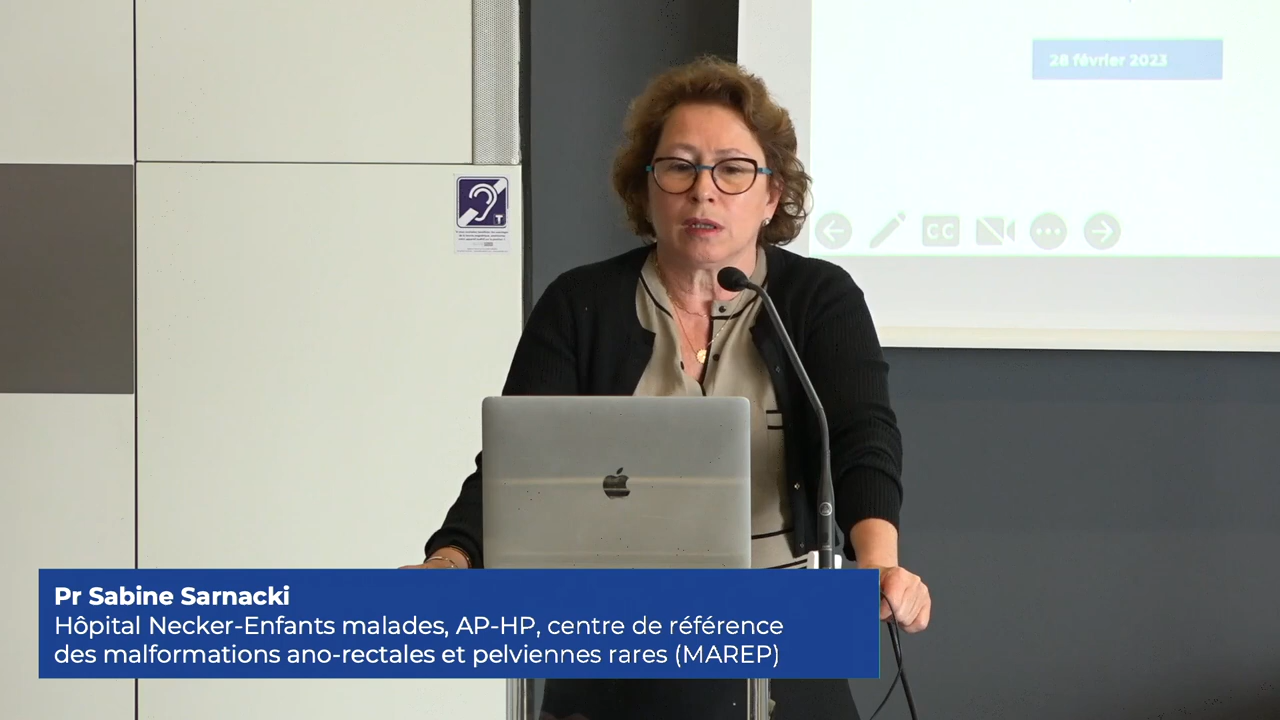 28 février 2023
CC
T
Pr Sabine Sarnacki
Hôpital Necker-Enfants malades, AP-HP, centre de référence
des malformations ano-rectales et pelviennes rares (MAREP)